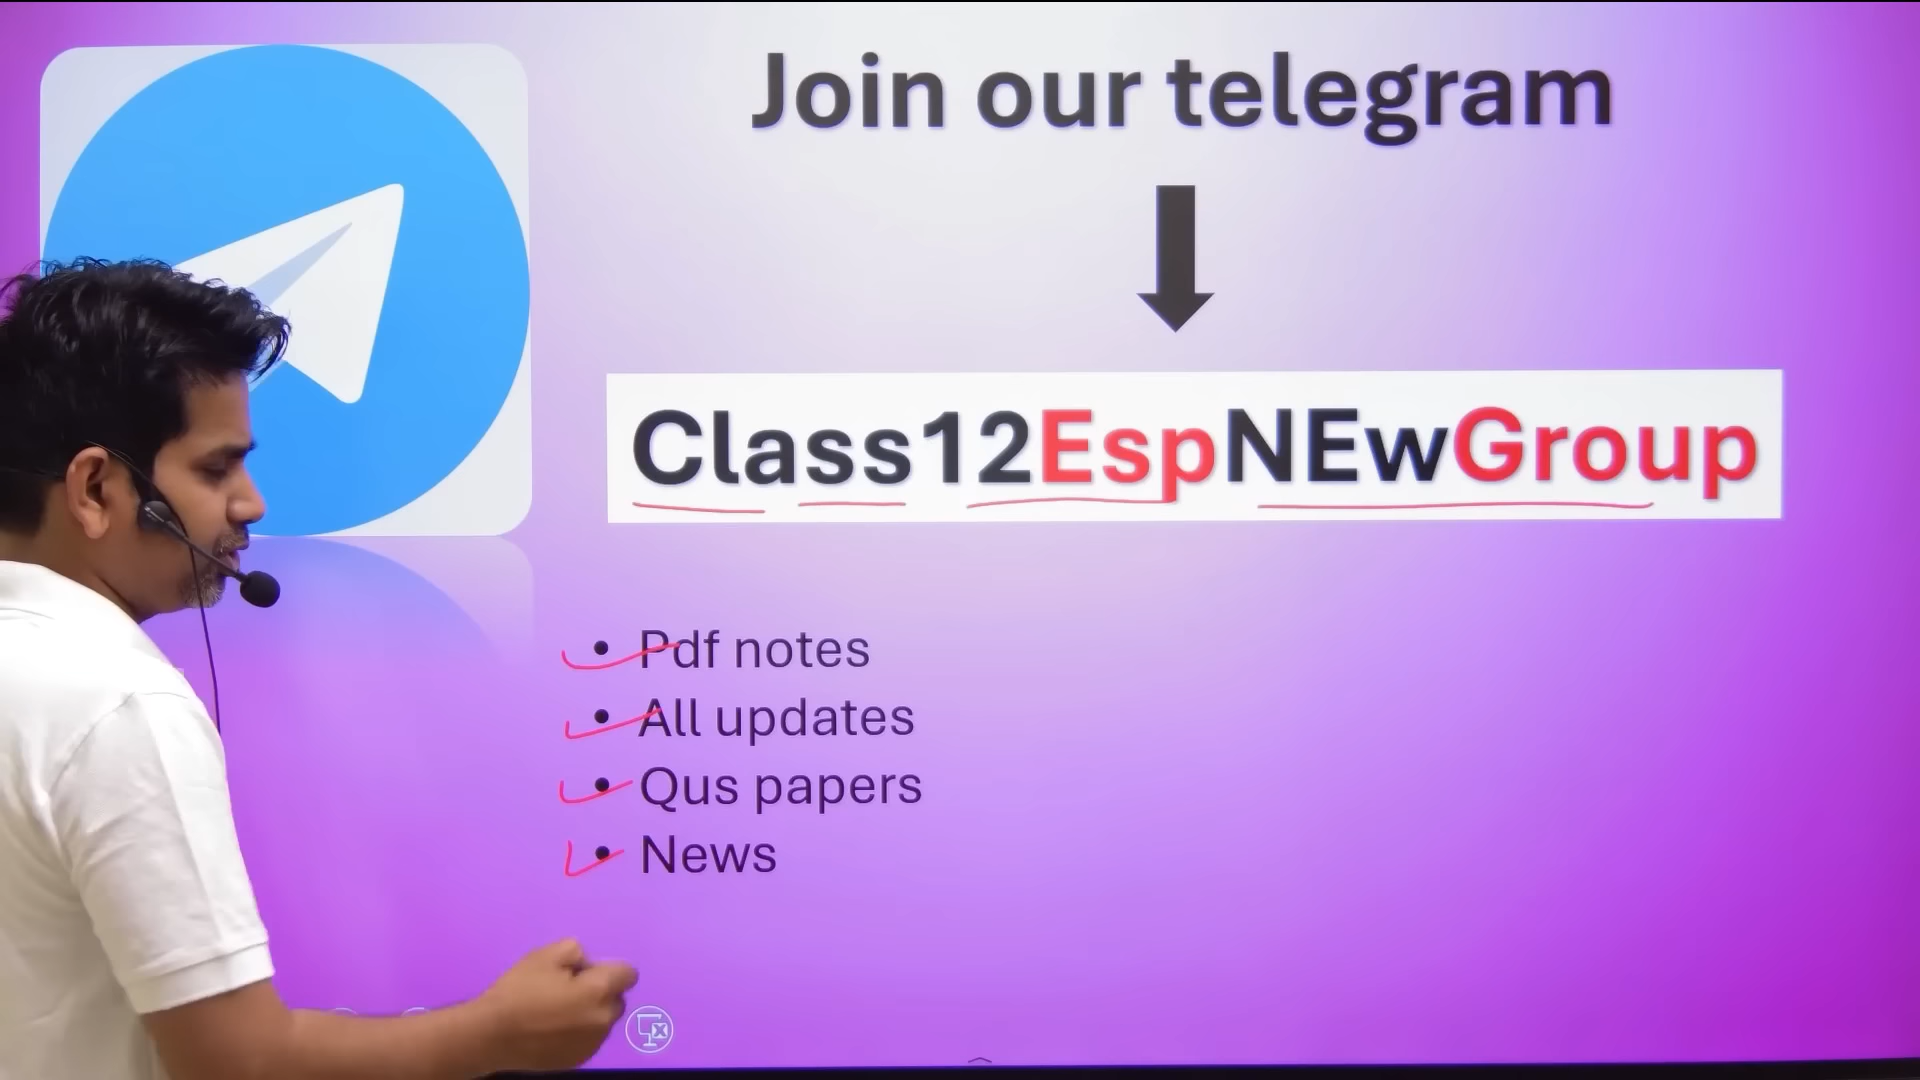 Join our telegram
Class12EspNEwGroup
• Pdf notes
• All updates
• Qus papers
• News